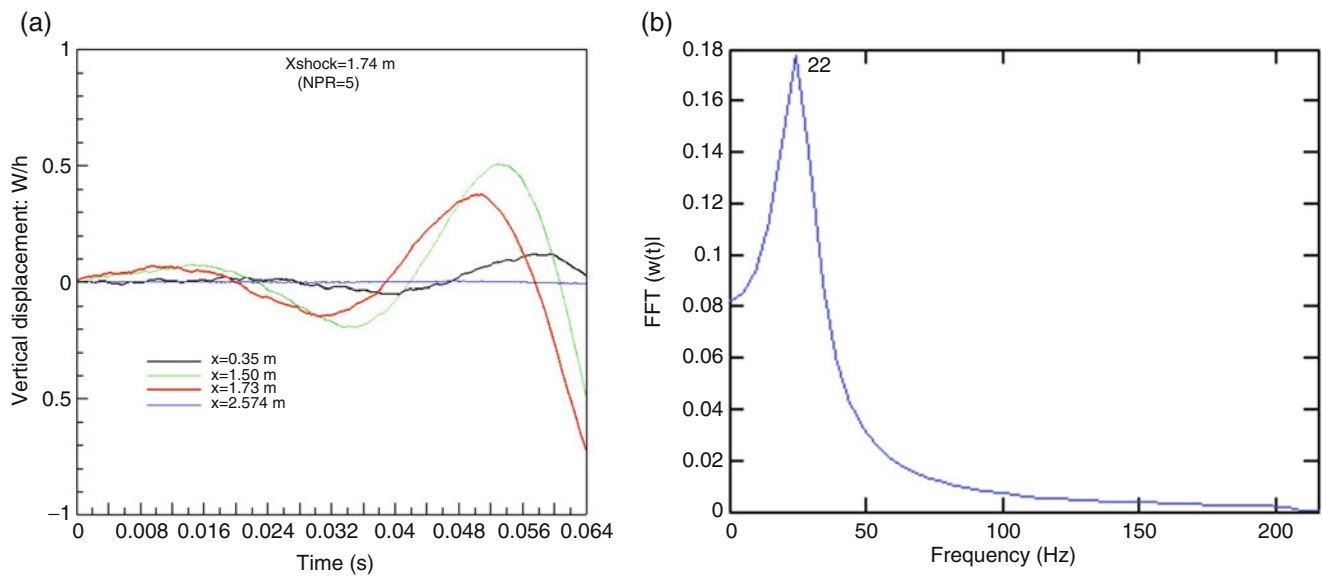 (a)
Xshock=1.74 m
(NPR=5)
Vertical displacement: W/h
1
0.5
0
0.5
−1
x=0.35 m
x=1.50 m
x=1.73 m
x=2.574 m
0 0.008 0.016 0.024 0.032 0.04 0.048 0.056 0.064
Time (s)
(b)
22
FFT (w(t)|
0.18
0.16
0.14
0.12
0.1
0.08
0.06
0.04
0.02
0
0 50 100 150 200
Frequency (Hz)